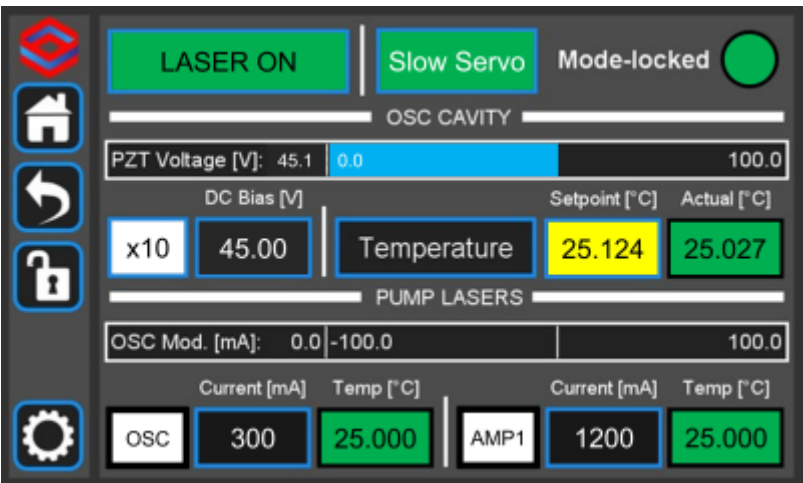 LASER ON Slow Servo Mode-locked
OSC CAVITY
PZT Voltage [V]: 45.1 0.0 100.0
DC Bias [V] Setpoint [°C] Actual [°C]
x10 45.00 Temperature 25.124 25.027
PUMP LASERS
OSC Mod. [mA]: 0.0 -100.0 100.0
Current [mA] Temp [°C] Current [mA] Temp [°C]
OSC 300 25.000 AMP1 1200 25.000